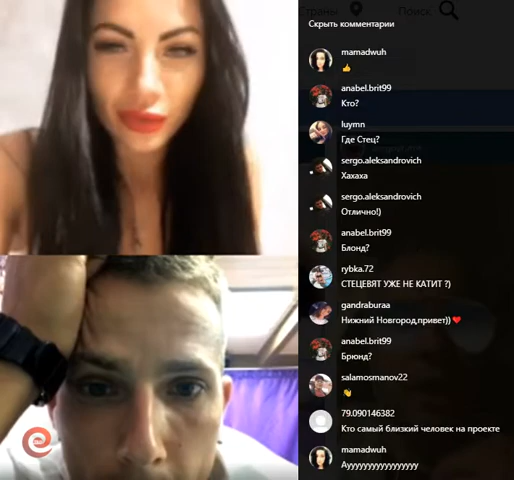 Страны
Поиск
Скрыть комментарии
mamadwuh
anabel.brit99
Кто?
luymn
Где Стец?
sergo.aleksandrovich
Хахаха
sergo.aleksandrovich
Отлично!)
anabel.brit99
Блонд?
rybka.72
СТЕЦЕВЯТ УЖЕ НЕ КАТИТ ?)
gandraburaa
Нижний Новгород,привет)) ❤
anabel.brit99
Брюнд?
salamosmanov22
79.090146382
Кто самый близкий человек на проекте
mamadwuh
Ауууууууууууууууу